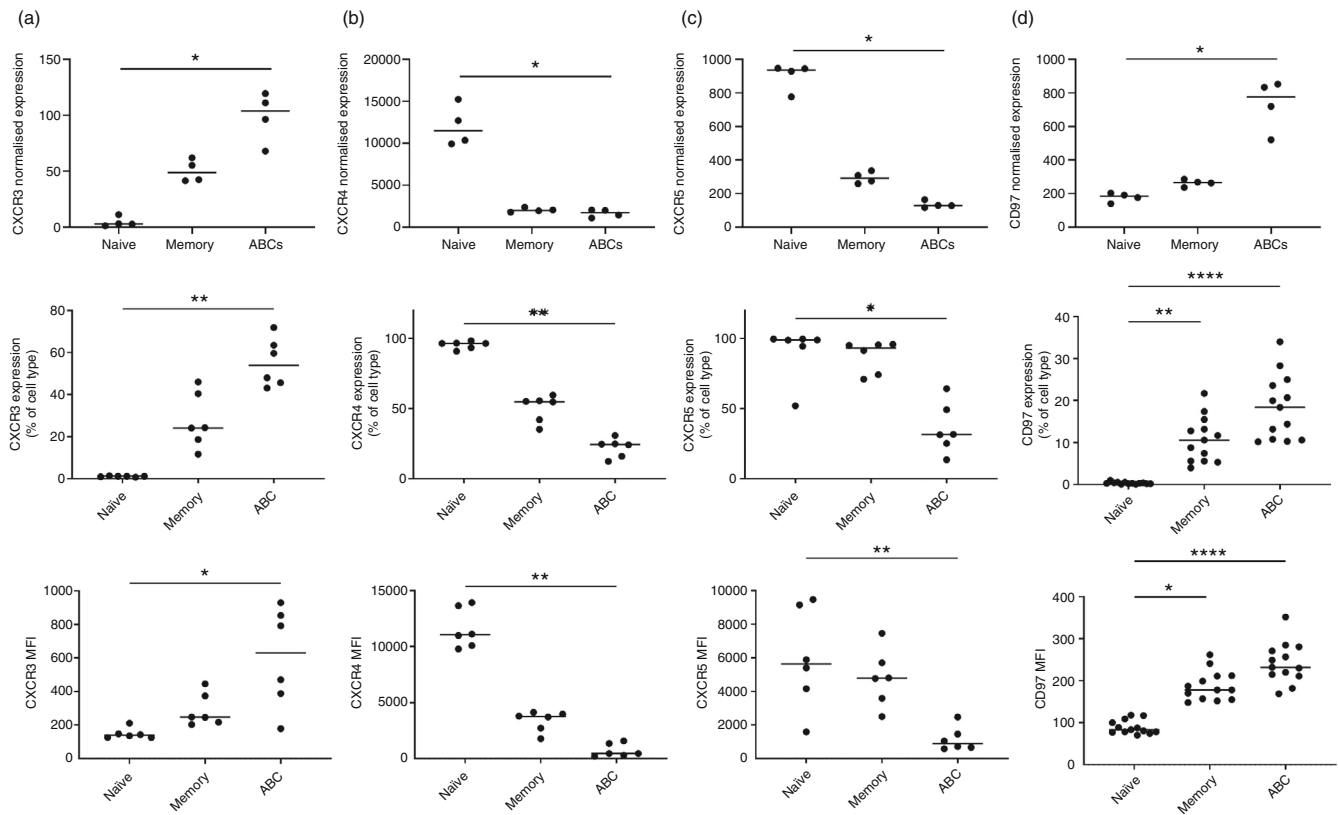 (a)
CXCR3 normalised expression
150
100
50
0
*
Naive Memory ABCs
CXCR3 expression
(% of cell type)
80
60
40
20
0
**
Naïve Memory ABC
CXCR3 MFI
1000
800
600
400
200
0
*
Naïve Memory ABC
(b)
CXCR4 normalised expression
20000
15000
10000
5000
0
*
Naive Memory ABCs
CXCR4 expression
(% of cell type)
100
50
0
**
Naïve Memory ABC
CXCR4 MFI
15000
10000
5000
0
**
Naïve Memory ABC
(c)
CXCR5 normalised expression
1000
800
600
400
200
0
*
Naive Memory ABCs
CXCR5 expression
(% of cell type)
100
50
0
*
Naïve Memory ABC
CXCR5 MFI
10000
8000
6000
4000
2000
0
**
Naïve Memory ABC
(d)
CD97 normalised expression
1000
800
600
400
200
0
*
Naive Memory ABCs
CD97 expression
(% of cell type)
40
30
20
10
0
****
**
Naïve Memory ABC
CD97 MFI
400
300
200
100
0
****
*
Naïve Memory ABC